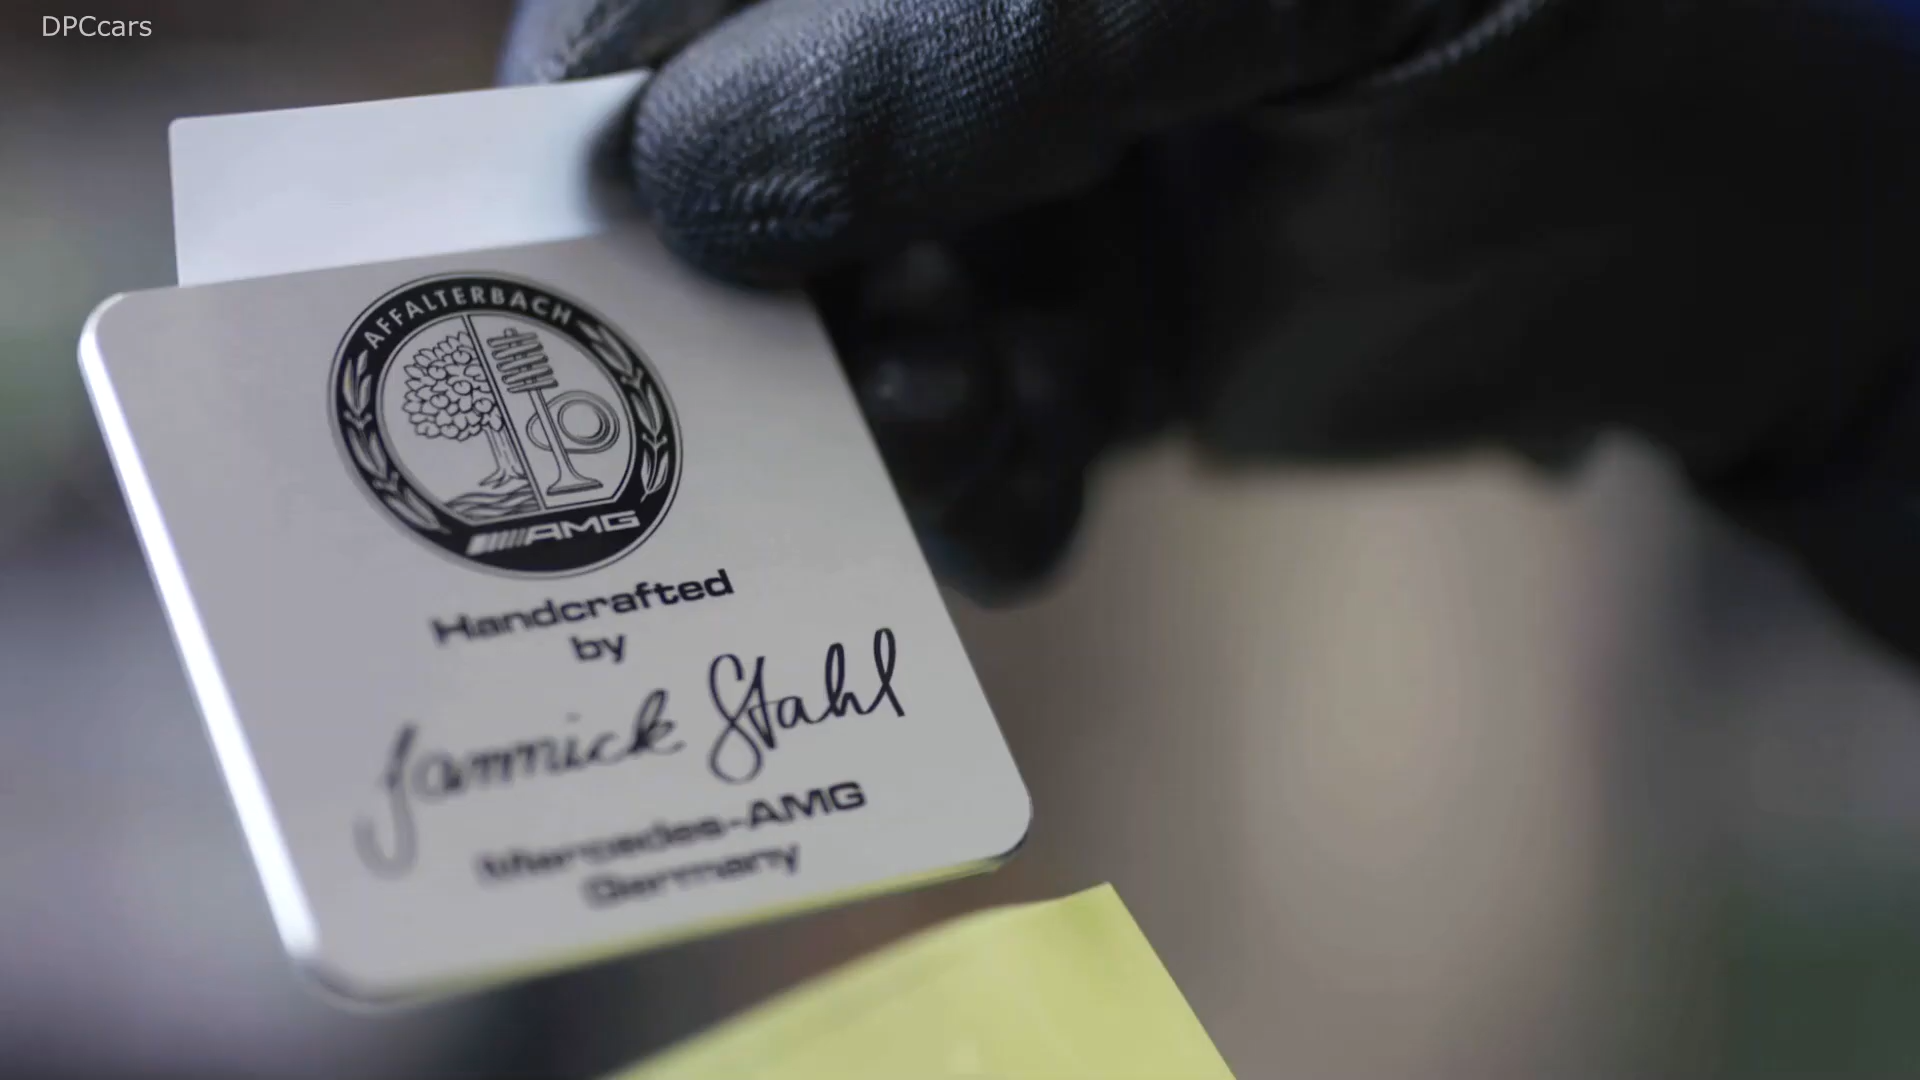 DPCcars
AFFALTERBACH
AMG
Handcrafted
by
Jannick Stahl
Mercedes-AMG
Germany